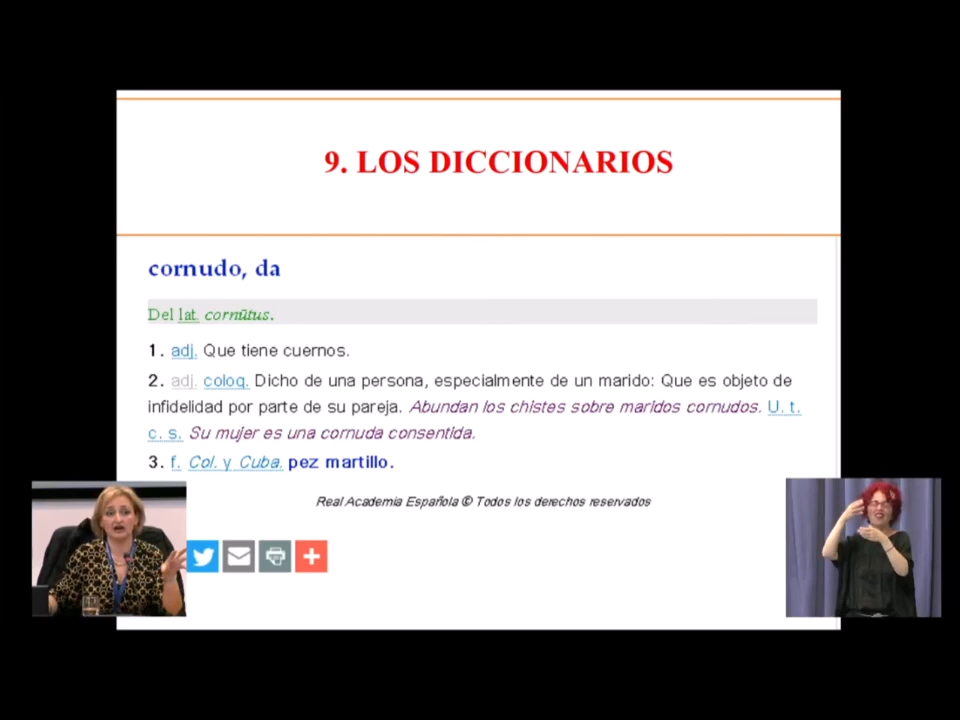 9. LOS DICCIONARIOS
cornudo, da
Del lat. cornūtus.
1. adj. Que tiene cuernos.
2. adj. coloq. Dicho de una persona, especialmente de un marido: Que es objeto de
infidelidad por parte de su pareja. Abundan los chistes sobre maridos cornudos. U. t.
c. s. Su mujer es una cornuda consentida.
3. f. Col. y Cuba. pez martillo.
Real Academia Española © Todos los derechos reservados